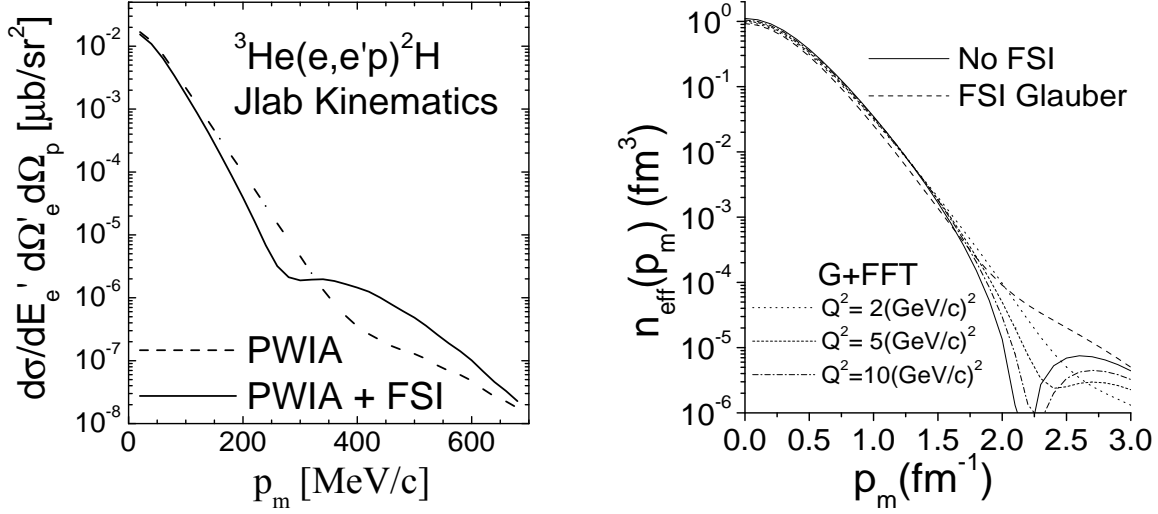 ³He(e,e'p)²H
Jlab Kinematics
PWIA
PWIA + FSI
dσ/dE_e' dΩ'_e dΩ_p [μb/sr²]
10⁻²
10⁻³
10⁻⁴
10⁻⁵
10⁻⁶
10⁻⁷
10⁻⁸
0 200 400 600
p_m [MeV/c]
No FSI
FSI Glauber
G+FFT
Q²= 2(GeV/c)²
Q²= 5(GeV/c)²
Q²=10(GeV/c)²
n_eff(p_m) (fm³)
10⁰
10⁻¹
10⁻²
10⁻³
10⁻⁴
10⁻⁵
10⁻⁶
0.0 0.5 1.0 1.5 2.0 2.5 3.0
p_m(fm⁻¹)